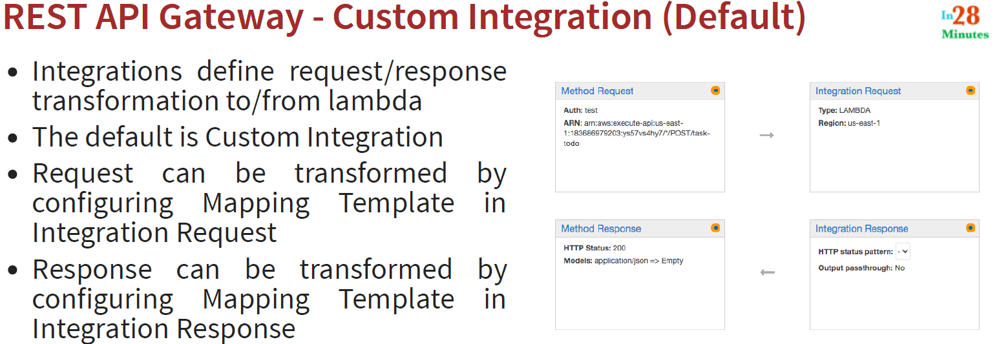 REST API Gateway - Custom Integration (Default)
In28
Minutes
• Integrations define request/response
transformation to/from lambda
• The default is Custom Integration
• Request can be transformed by
configuring Mapping Template in
Integration Request
• Response can be transformed by
configuring Mapping Template in
Integration Response
Method Request
Auth: test
ARN: arn:aws:execute-api:us-east-
1:183686979203:ys57vs4hy7/*/POST/task-
todo
→
Integration Request
Type: LAMBDA
Region: us-east-1
Method Response
HTTP Status: 200
Models: application/json => Empty
←
Integration Response
HTTP status pattern: -
Output passthrough: No